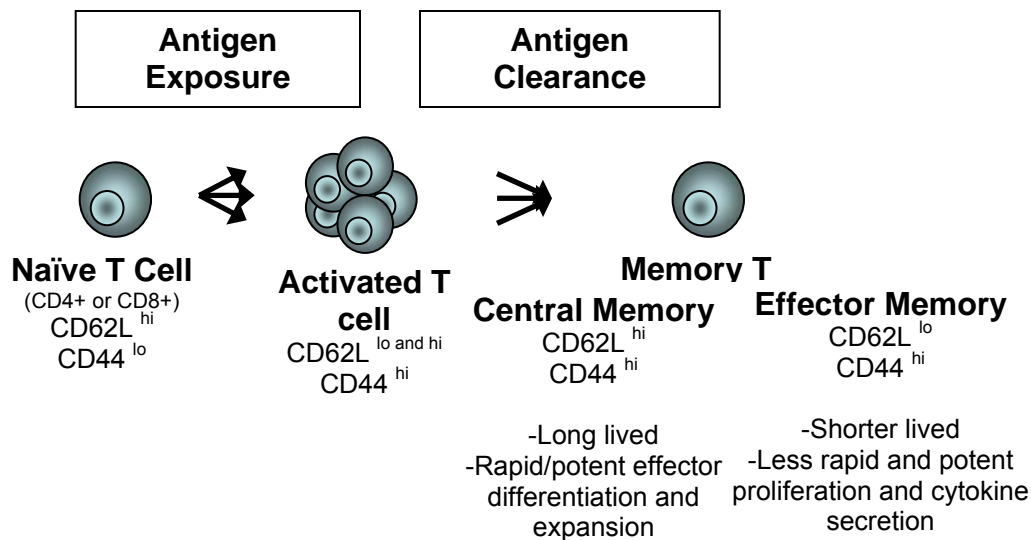 Antigen
Exposure
Antigen
Clearance
Naïve T Cell
(CD4+ or CD8+)
CD62L hi
CD44 lo
Activated T
cell
CD62L lo and hi
CD44 hi
Memory T
Central Memory
CD62L hi
CD44 hi
-Long lived
-Rapid/potent effector
differentiation and
expansion
Effector Memory
CD62L lo
CD44 hi
-Shorter lived
-Less rapid and potent
proliferation and cytokine
secretion